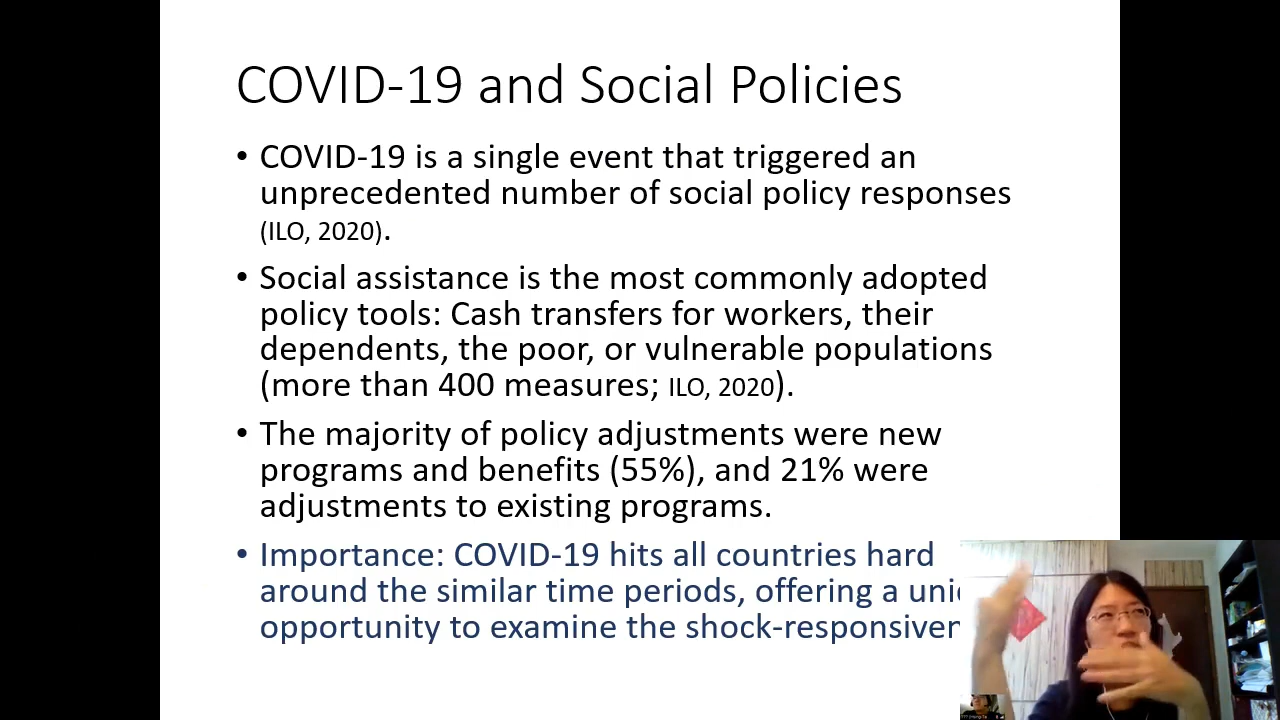 COVID-19 and Social Policies
• COVID-19 is a single event that triggered an
unprecedented number of social policy responses
(ILO, 2020).
• Social assistance is the most commonly adopted
policy tools: Cash transfers for workers, their
dependents, the poor, or vulnerable populations
(more than 400 measures; ILO, 2020).
• The majority of policy adjustments were new
programs and benefits (55%), and 21% were
adjustments to existing programs.
• Importance: COVID-19 hits all countries hard
around the similar time periods, offering a
opportunity to examine the